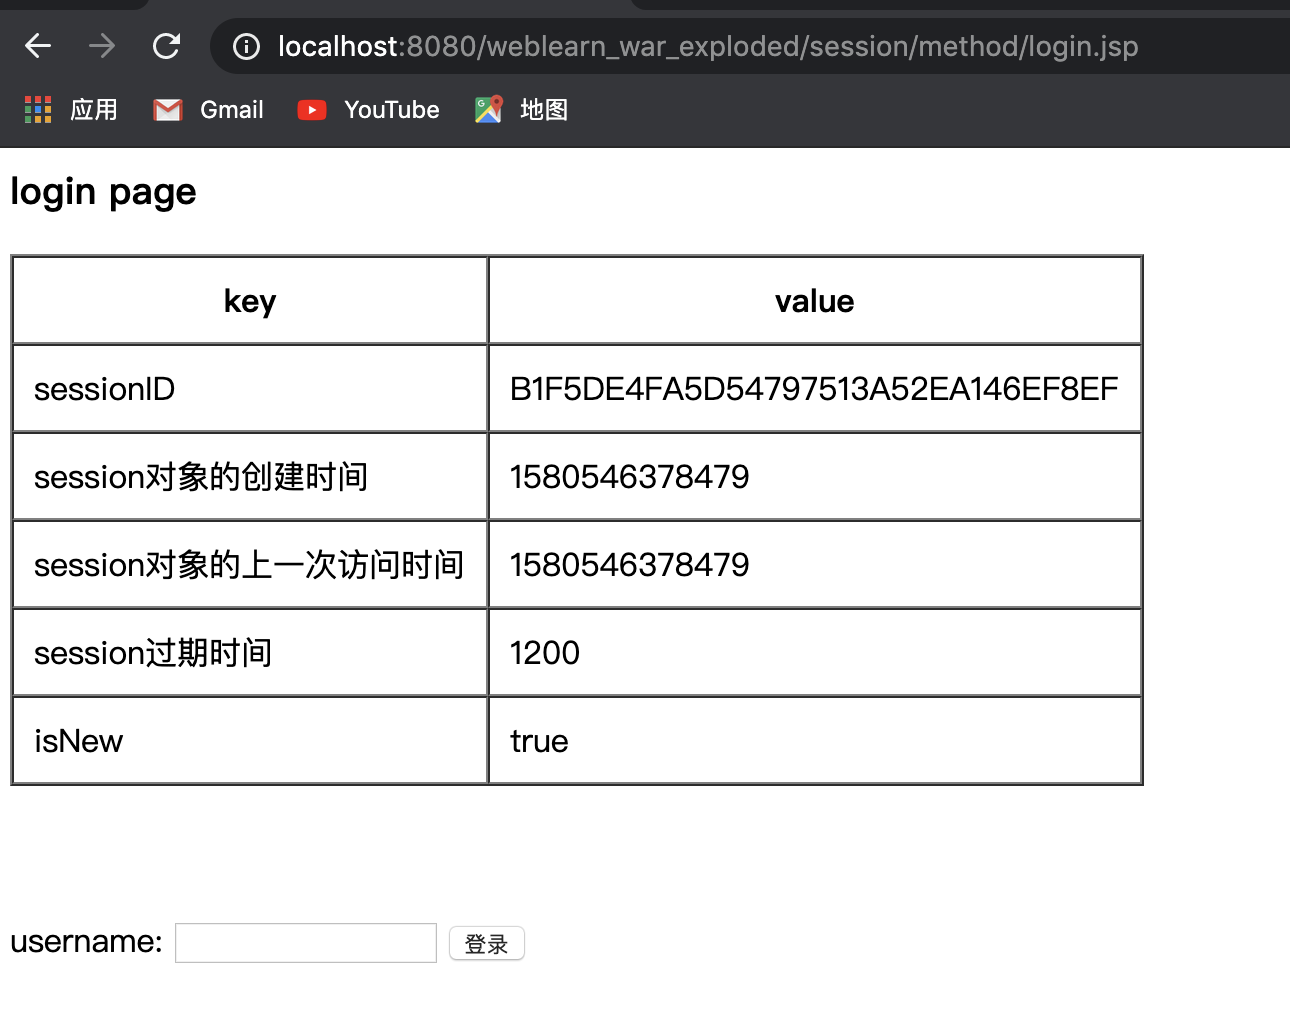 localhost:8080/weblearn_war_exploded/session/method/login.jsp
应用 Gmail YouTube 地图
login page
key value
sessionID B1F5DE4FA5D54797513A52EA146EF8EF
session对象的创建时间 1580546378479
session对象的上一次访问时间 1580546378479
session过期时间 1200
isNew true
username: 登录